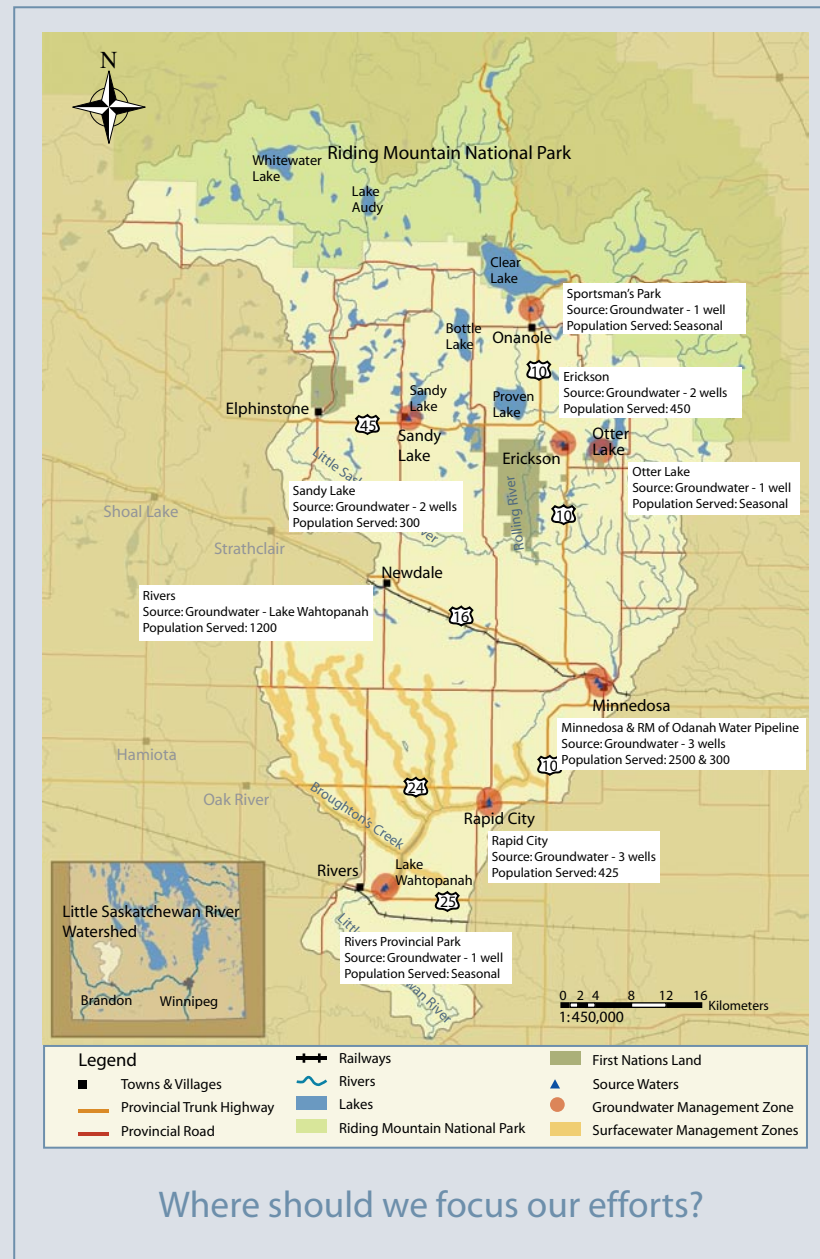 N
Riding Mountain National Park
Whitewater
Lake
Lake
Audy
Clear
Lake
Sportsman's Park
Source: Groundwater - 1 well
Population Served: Seasonal
Bottle
Lake
Onanole
10
Erickson
Source: Groundwater - 2 wells
Population Served: 450
Sandy
Lake
Proven
Lake
Elphinstone
45
Sandy
Lake
Otter
Lake
Erickson
Otter Lake
Source: Groundwater - 1 well
Population Served: Seasonal
Little Sas
ver
Rolling River
Sandy Lake
Source: Groundwater - 2 wells
Population Served: 300
10
Shoal Lake
Strathclair
Newdale
Rivers
Source: Groundwater - Lake Wahtopanah
Population Served: 1200
16
Minnedosa
Minnedosa & RM of Odanah Water Pipeline
Source: Groundwater - 3 wells
Population Served: 2500 & 300
Hamiota
10
Oak River
24
Broughton's Creek
Rapid City
Rapid City
Source: Groundwater - 3 wells
Population Served: 425
Rivers
Lake
Wahtopanah
25
Little Saskatchewan River
Watershed
Brandon
Winnipeg
Rivers Provincial Park
Source: Groundwater - 1 well
Population Served: Seasonal
Little
wan River
0 2 4 8 12 16
Kilometers
1:450,000
Legend
Towns & Villages
Provincial Trunk Highway
Provincial Road
Railways
Rivers
Lakes
Riding Mountain National Park
First Nations Land
Source Waters
Groundwater Management Zone
Surfacewater Management Zones
Where should we focus our efforts?